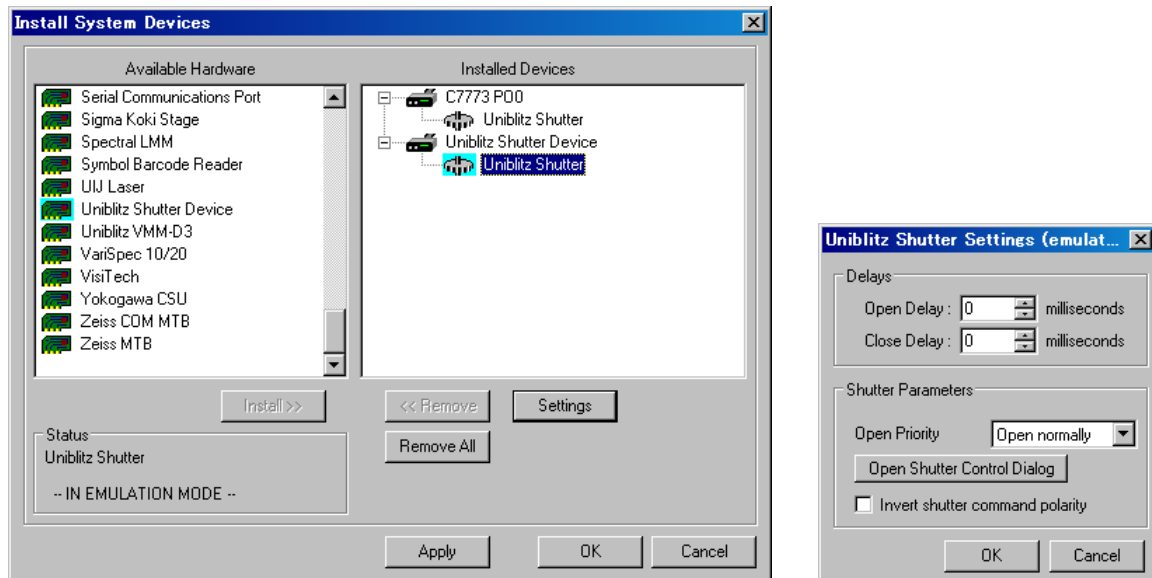 Install System Devices
Available Hardware
Serial Communications Port
Sigma Koki Stage
Spectral LMM
Symbol Barcode Reader
UIJ Laser
Uniblitz Shutter Device
Uniblitz VMM-D3
VariSpec 10/20
VisiTech
Yokogawa CSU
Zeiss COM MTB
Zeiss MTB
Install >>
Status
Uniblitz Shutter
-- IN EMULATION MODE --
Installed Devices
C7773 PO0
Uniblitz Shutter
Uniblitz Shutter Device
Uniblitz Shutter
<< Remove
Settings
Remove All
Apply
OK
Cancel
Uniblitz Shutter Settings (emulat...
Delays
Open Delay : 0 milliseconds
Close Delay : 0 milliseconds
Shutter Parameters
Open Priority Open normally
Open Shutter Control Dialog
Invert shutter command polarity
OK
Cancel